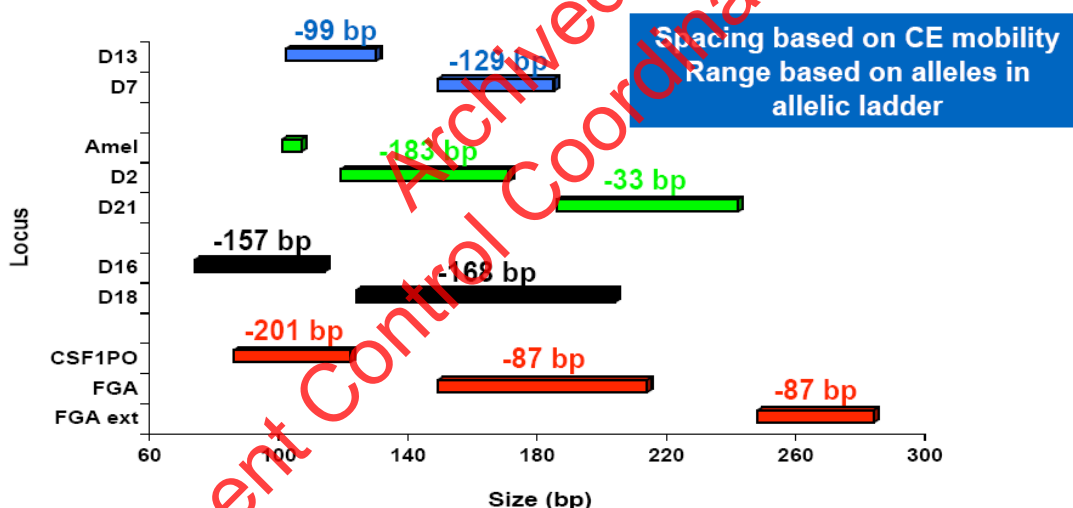 Spacing based on CE mobility
Range based on alleles in
allelic ladder
Locus
D13
-99 bp
D7
-129 bp
Amel
D2
-183 bp
D21
-33 bp
D16
-157 bp
D18
-168 bp
CSF1PO
-201 bp
FGA
-87 bp
FGA ext
-87 bp
60 100 140 180 220 260 300
Size (bp)
Archived
Control